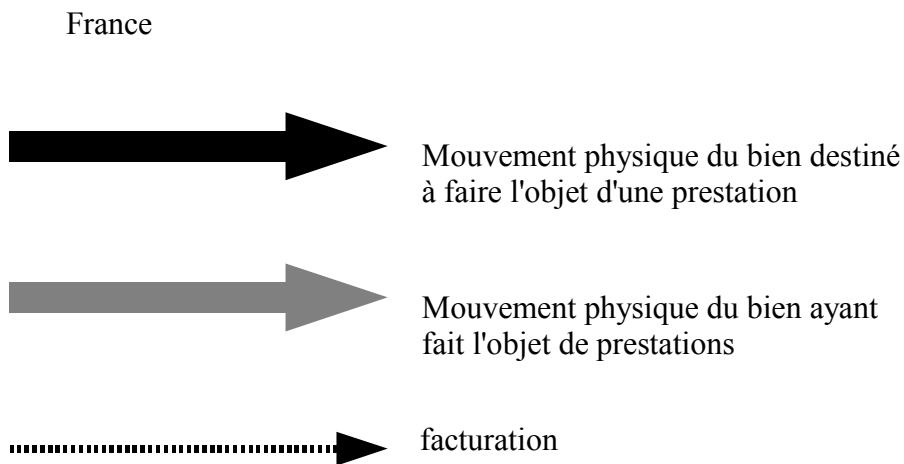 France
Mouvement physique du bien destiné
à faire l'objet d'une prestation
Mouvement physique du bien ayant
fait l'objet de prestations
facturation